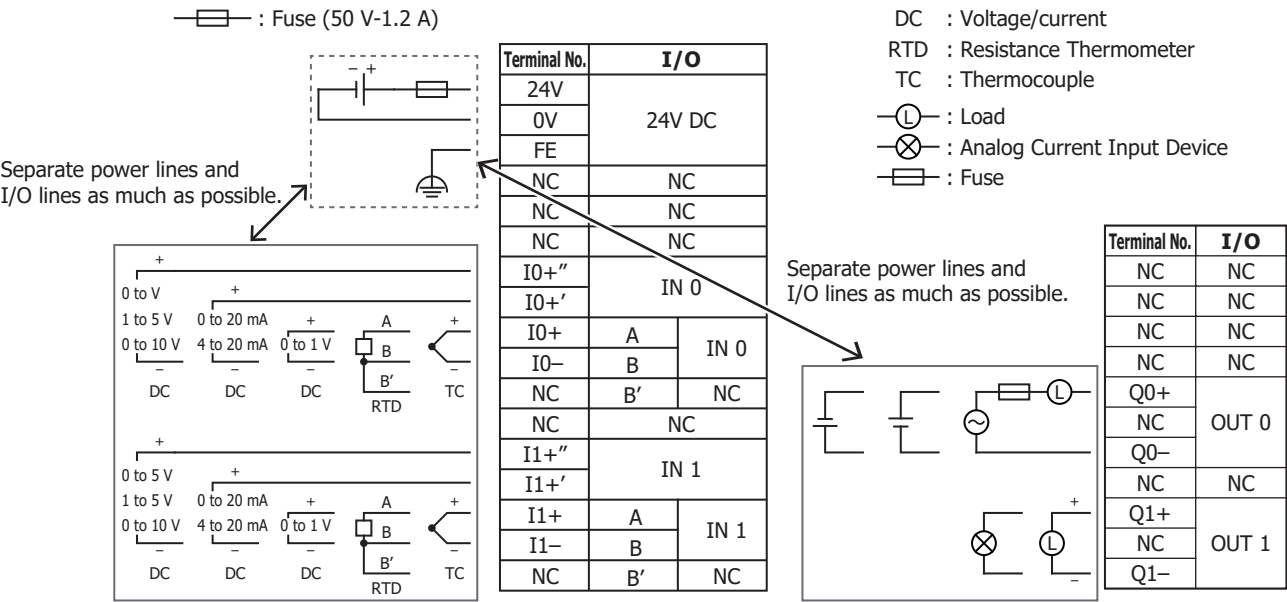 : Fuse (50 V-1.2 A)
DC : Voltage/current
RTD : Resistance Thermometer
TC : Thermocouple
L : Load
: Analog Current Input Device
: Fuse
– +
Separate power lines and
I/O lines as much as possible.
Terminal No. I/O
24V 24V DC
0V
FE
NC NC
NC NC
NC NC
I0+″ IN 0
I0+′
I0+ A IN 0
I0– B
NC B′ NC
NC NC
I1+″ IN 1
I1+′
I1+ A IN 1
I1– B
NC B′ NC
+
0 to V +
1 to 5 V 0 to 20 mA + A +
0 to 10 V 4 to 20 mA 0 to 1 V B
– – – B′ –
DC DC DC RTD TC
+
0 to 5 V +
1 to 5 V 0 to 20 mA + A +
0 to 10 V 4 to 20 mA 0 to 1 V B
– – – B′ –
DC DC DC RTD TC
Separate power lines and
I/O lines as much as possible.
L
+
L
–
Terminal No. I/O
NC NC
NC NC
NC NC
NC NC
Q0+ OUT 0
NC
Q0–
NC NC
Q1+ OUT 1
NC
Q1–